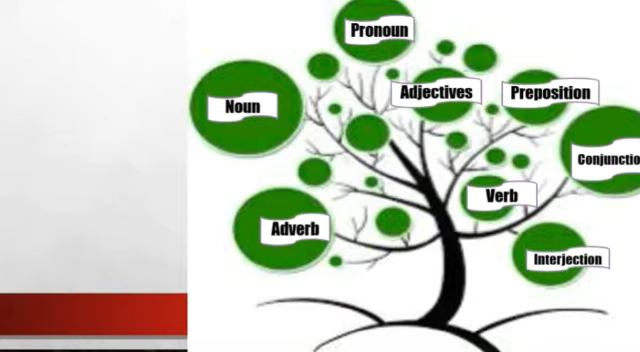 Pronoun
Adjectives
Preposition
Noun
Conjunctio
Verb
Adverb
Interjection